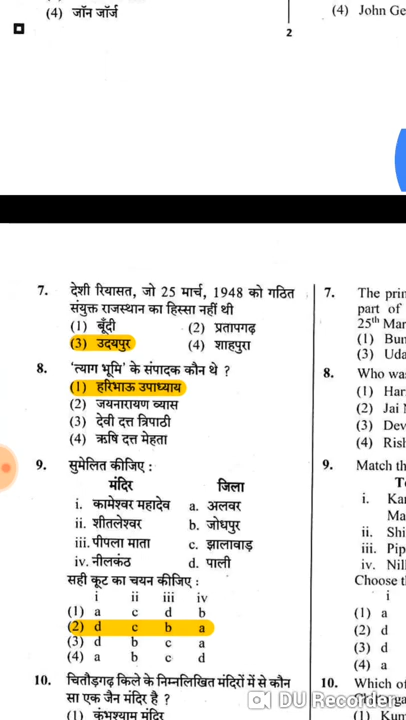 (4) जॉन जॉर्ज
(4) John Ge
2
7. देशी रियासत, जो 25 मार्च, 1948 को गठित
संयुक्त राजस्थान का हिस्सा नहीं थी
(1) बूँदी (2) प्रतापगढ़
(3) उदयपुर (4) शाहपुरा
8. ‘त्याग भूमि’ के संपादक कौन थे ?
(1) हरिभाऊ उपाध्याय
(2) जयनारायण व्यास
(3) देवी दत्त त्रिपाठी
(4) ऋषि दत्त मेहता
9. सुमेलित कीजिए :
मंदिर जिला
i. कामेश्वर महादेव a. अलवर
ii. शीतलेश्वर b. जोधपुर
iii. पीपला माता c. झालावाड़
iv. नीलकंठ d. पाली
सही कूट का चयन कीजिए :
i ii iii iv
(1) a c d b
(2) d c b a
(3) d b c a
(4) a b c d
10. चित्तौड़गढ़ किले के निम्नलिखित मंदिरों में से कौन
सा एक जैन मंदिर है ?
(1) कुंभश्याम मंदिर
7. The prin
part of
25th Mar
(1) Bun
(3) Uda
8. Who wa
(1) Har
(2) Jai
(3) Dev
(4) Rish
9. Match th
i. Ka
Ma
ii. Shi
iii. Pip
iv. Nil
Choose t
i
(1) a
(2) d
(3) d
(4) a
10. Which of
(1) Kun
DU Recorder